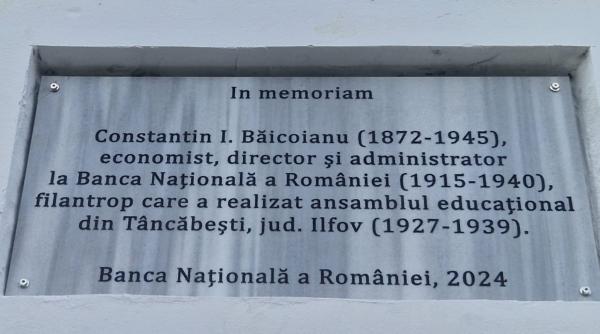 In memoriam
Constantin I. Băicoianu (1872-1945),
economist, director şi administrator
la Banca Naţională a României (1915-1940),
filantrop care a realizat ansamblul educaţional
din Tâncăbeşti, jud. Ilfov (1927-1939).
Banca Naţională a României, 2024